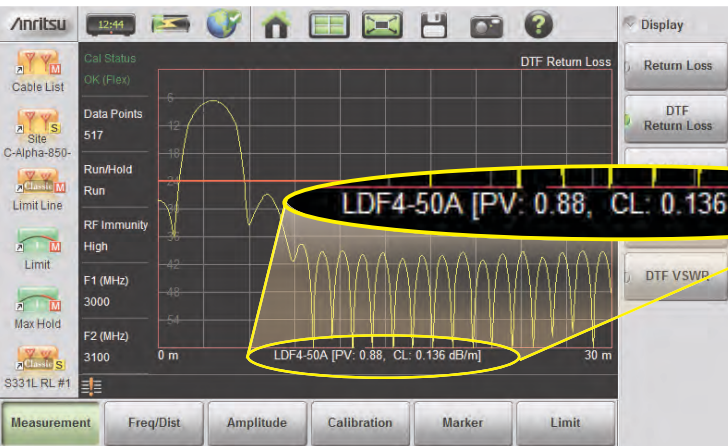 Anritsu
12:44
?
Display
Cable List
Site
C-Alpha-850-
Classic
Limit Line
Limit
Max Hold
Classic
S331L RL #1
Cal Status
OK (Flex)
Data Points
517
Run/Hold
Run
RF Immunity
High
F1 (MHz)
3000
F2 (MHz)
3100
DTF Return Loss
-6
-12
-18
-24
-36
-42
-48
-54
0 m
LDF4-50A [PV: 0.88, CL: 0.136 dB/m]
30 m
LDF4-50A [PV: 0.88, CL: 0.136
Return Loss
DTF
Return Loss
DTF VSWR
Measurement
Freq/Dist
Amplitude
Calibration
Marker
Limit